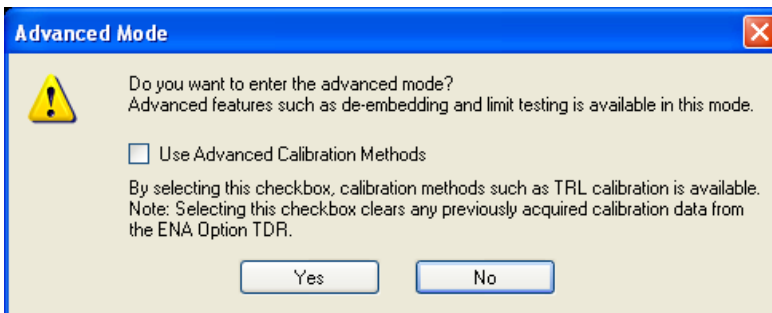 Advanced Mode
Do you want to enter the advanced mode?
Advanced features such as de-embedding and limit testing is available in this mode.
Use Advanced Calibration Methods
By selecting this checkbox, calibration methods such as TRL calibration is available.
Note: Selecting this checkbox clears any previously acquired calibration data from
the ENA Option TDR.
Yes
No